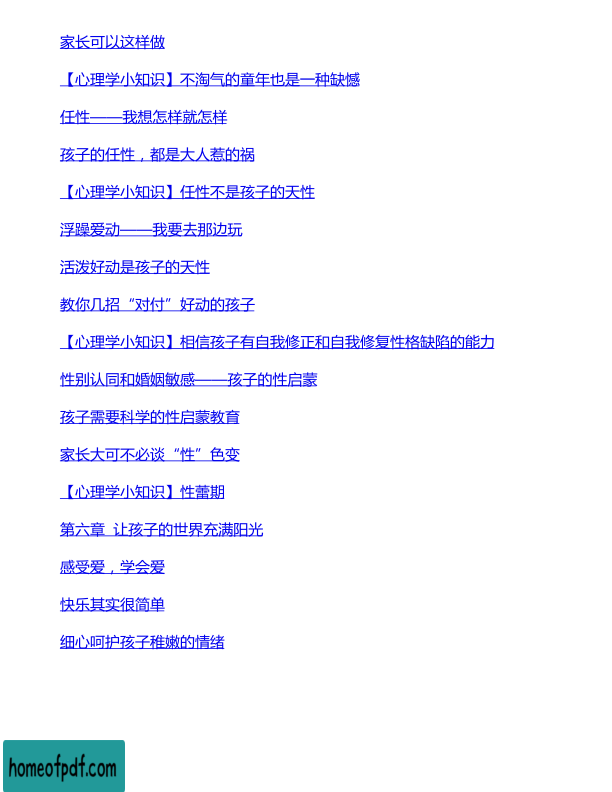 家长可以这样做
【心理学小知识】不淘气的童年也是一种缺憾
任性——我想怎样就怎样
孩子的任性，都是大人惹的祸
【心理学小知识】任性不是孩子的天性
浮躁爱动——我要去那边玩
活泼好动是孩子的天性
教你几招“对付”好动的孩子
【心理学小知识】相信孩子有自我修正和自我修复性格缺陷的能力
性别认同和婚姻敏感——孩子的性启蒙
孩子需要科学的性启蒙教育
家长大可不必谈“性”色变
【心理学小知识】性蕾期
第六章 让孩子的世界充满阳光
感受爱，学会爱
快乐其实很简单
细心呵护孩子稚嫩的情绪
homeofpdf.com